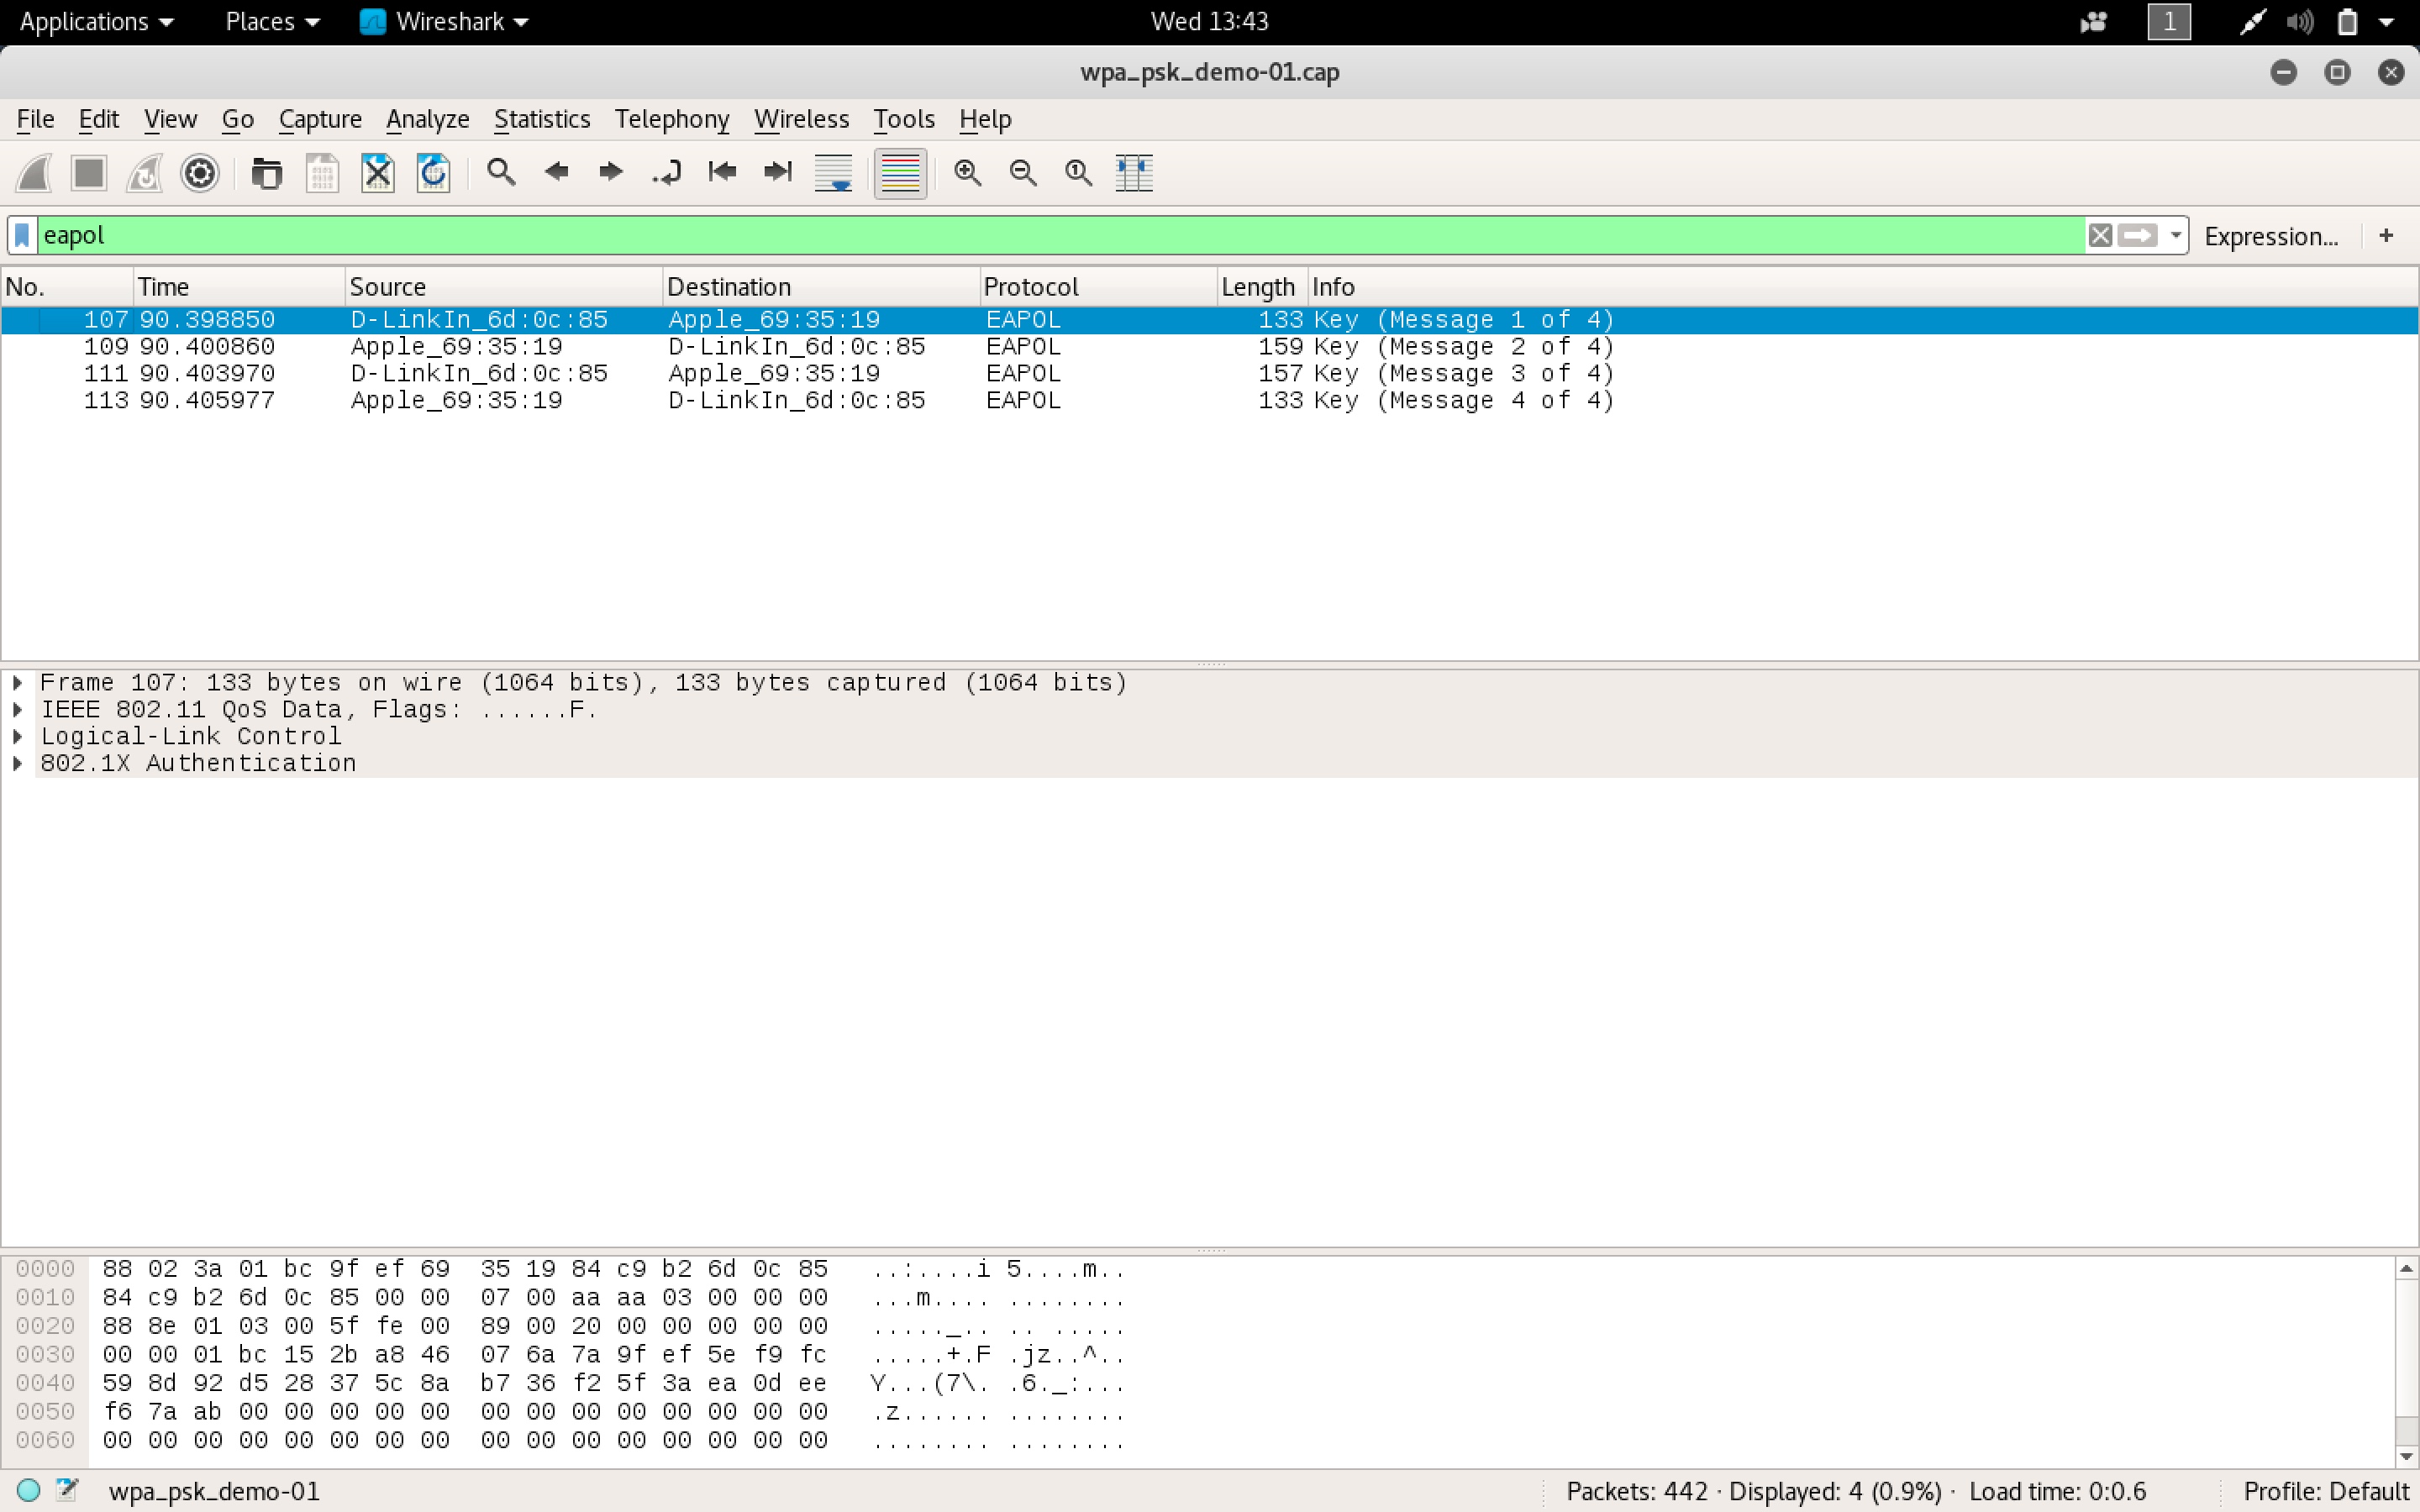 Applications Places Wireshark Wed 13:43 1
wpa_psk_demo-01.cap
File Edit View Go Capture Analyze Statistics Telephony Wireless Tools Help
eapol Expression... +
No. Time Source Destination Protocol Length Info
107 90.398850 D-LinkIn_6d:0c:85 Apple_69:35:19 EAPOL 133 Key (Message 1 of 4)
109 90.400860 Apple_69:35:19 D-LinkIn_6d:0c:85 EAPOL 159 Key (Message 2 of 4)
111 90.403970 D-LinkIn_6d:0c:85 Apple_69:35:19 EAPOL 157 Key (Message 3 of 4)
113 90.405977 Apple_69:35:19 D-LinkIn_6d:0c:85 EAPOL 133 Key (Message 4 of 4)
Frame 107: 133 bytes on wire (1064 bits), 133 bytes captured (1064 bits)
IEEE 802.11 QoS Data, Flags: ......F.
Logical-Link Control
802.1X Authentication
0000 88 02 3a 01 bc 9f ef 69 35 19 84 c9 b2 6d 0c 85 ..:....i 5....m..
0010 84 c9 b2 6d 0c 85 00 00 07 00 aa aa 03 00 00 00 ...m.... ........
0020 88 8e 01 03 00 5f fe 00 89 00 20 00 00 00 00 00 ....._.. .. .....
0030 00 00 01 bc 15 2b a8 46 07 6a 7a 9f ef 5e f9 fc .....+.F .jz..^..
0040 59 8d 92 d5 28 37 5c 8a b7 36 f2 5f 3a ea 0d ee Y...(7\. .6._:...
0050 f6 7a ab 00 00 00 00 00 00 00 00 00 00 00 00 00 .z...... ........
0060 00 00 00 00 00 00 00 00 00 00 00 00 00 00 00 00 ........ ........
wpa_psk_demo-01 Packets: 442 · Displayed: 4 (0.9%) · Load time: 0:0.6 Profile: Default